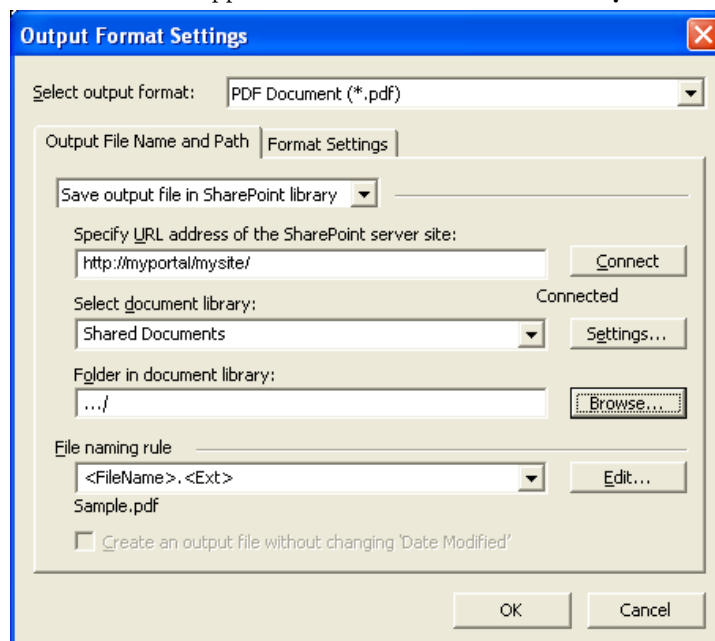 Output Format Settings
Select output format: PDF Document (*.pdf)
Output File Name and Path Format Settings
Save output file in SharePoint library
Specify URL address of the SharePoint server site:
http://myportal/mysite/ Connect
Connected
Select document library:
Shared Documents Settings...
Folder in document library:
.../ Browse...
File naming rule
<FileName>.<Ext> Edit...
Sample.pdf
Create an output file without changing 'Date Modified'
OK Cancel